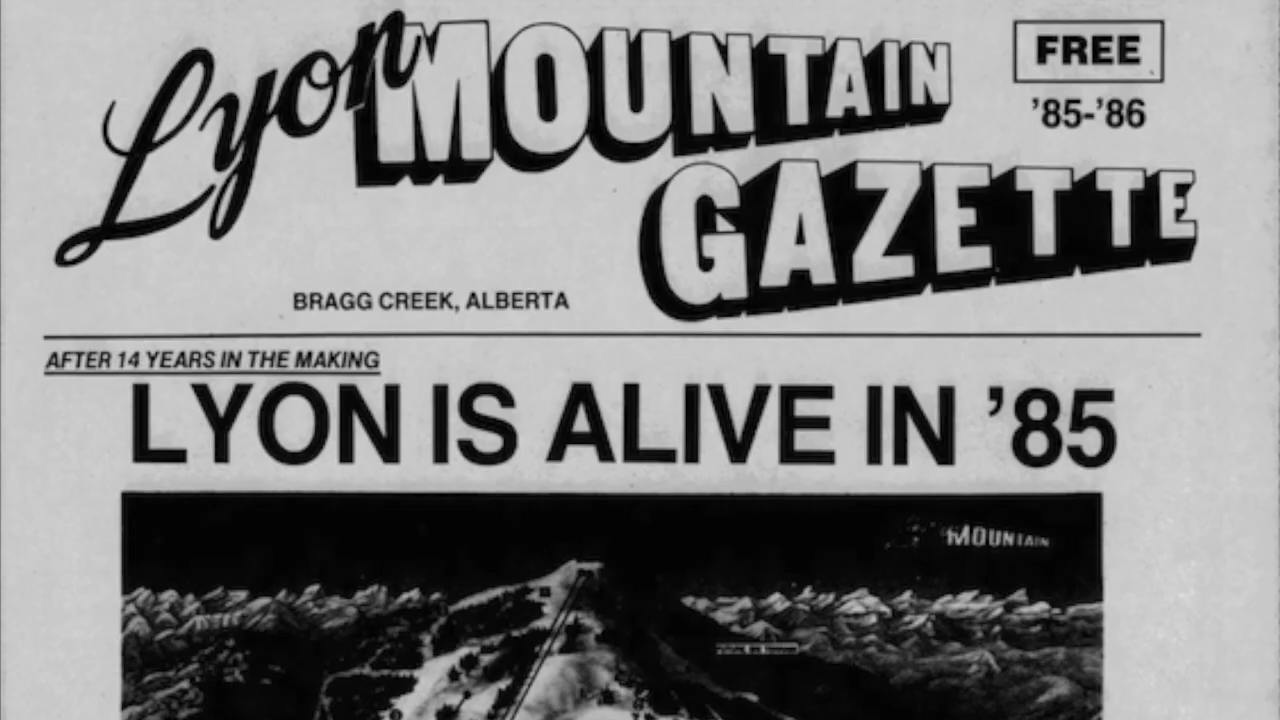 Lyon MOUNTAIN
GAZETTE
FREE
'85-'86
BRAGG CREEK, ALBERTA
AFTER 14 YEARS IN THE MAKING
LYON IS ALIVE IN '85
MOUNTAIN